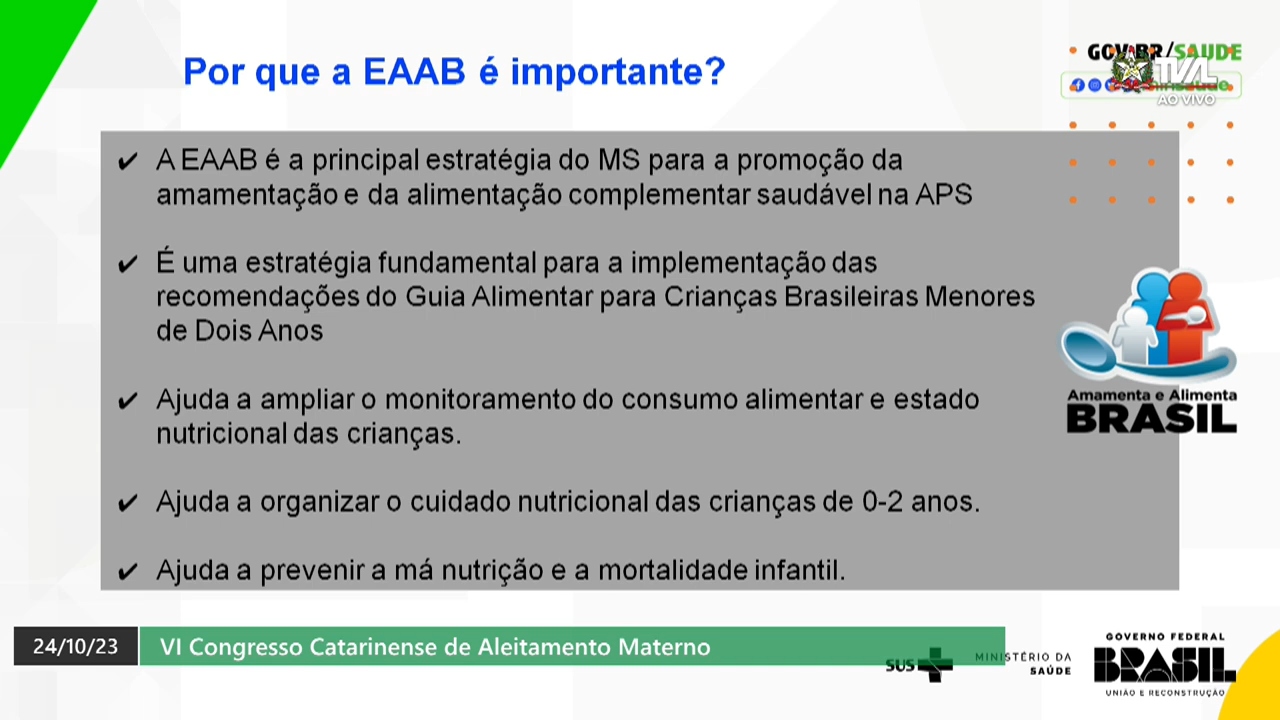 Por que a EAAB é importante?
GOV.BR/SAUDE
TVAL
AO VIVO
minsaude
✔ A EAAB é a principal estratégia do MS para a promoção da
amamentação e da alimentação complementar saudável na APS
✔ É uma estratégia fundamental para a implementação das
recomendações do Guia Alimentar para Crianças Brasileiras Menores
de Dois Anos
✔ Ajuda a ampliar o monitoramento do consumo alimentar e estado
nutricional das crianças.
✔ Ajuda a organizar o cuidado nutricional das crianças de 0-2 anos.
✔ Ajuda a prevenir a má nutrição e a mortalidade infantil.
Amamenta e Alimenta
BRASIL
24/10/23
VI Congresso Catarinense de Aleitamento Materno
SUS
MINISTÉRIO DA
SAÚDE
GOVERNO FEDERAL
BRASIL
UNIÃO E RECONSTRUÇÃO